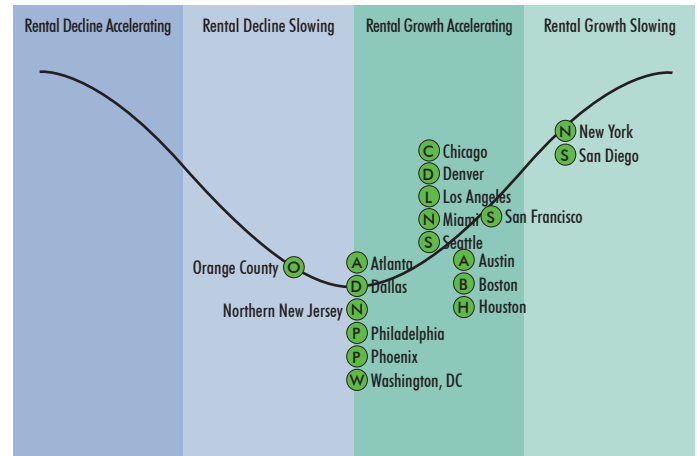 Rental Decline Accelerating
Rental Decline Slowing
Rental Growth Accelerating
Rental Growth Slowing
N New York
S San Diego
C Chicago
D Denver
L Los Angeles
N Miami
S San Francisco
S Seattle
Orange County O
A Atlanta
A Austin
D Dallas
B Boston
Northern New Jersey N
H Houston
P Philadelphia
P Phoenix
W Washington, DC